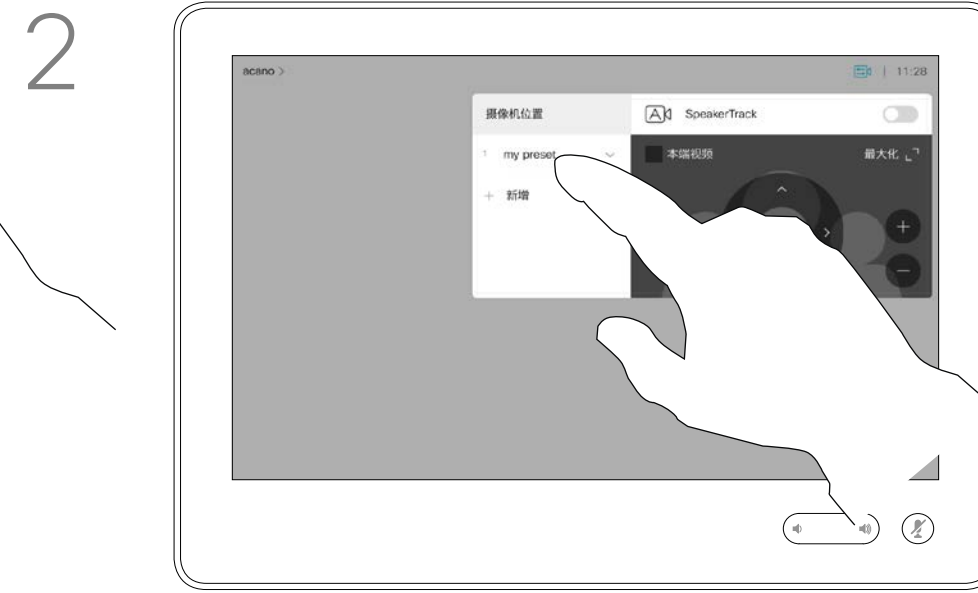 2
acano >
11:28
摄像机位置
SpeakerTrack
1 my preset
本端视频
最大化
+ 新增